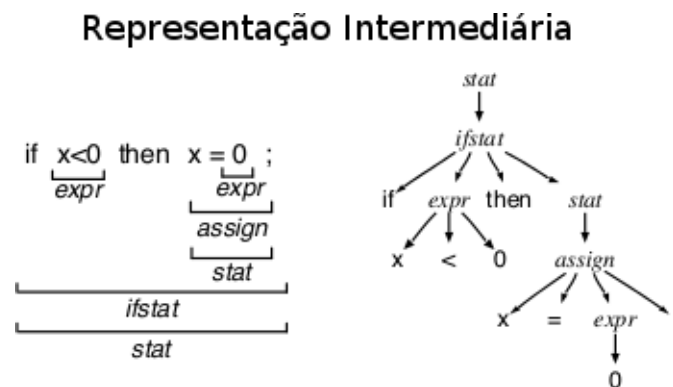 Representação Intermediária
if x<0 then x = 0 ;
expr expr
assign
stat
ifstat
stat
stat
ifstat
if expr then stat
x < 0 assign
x = expr
0